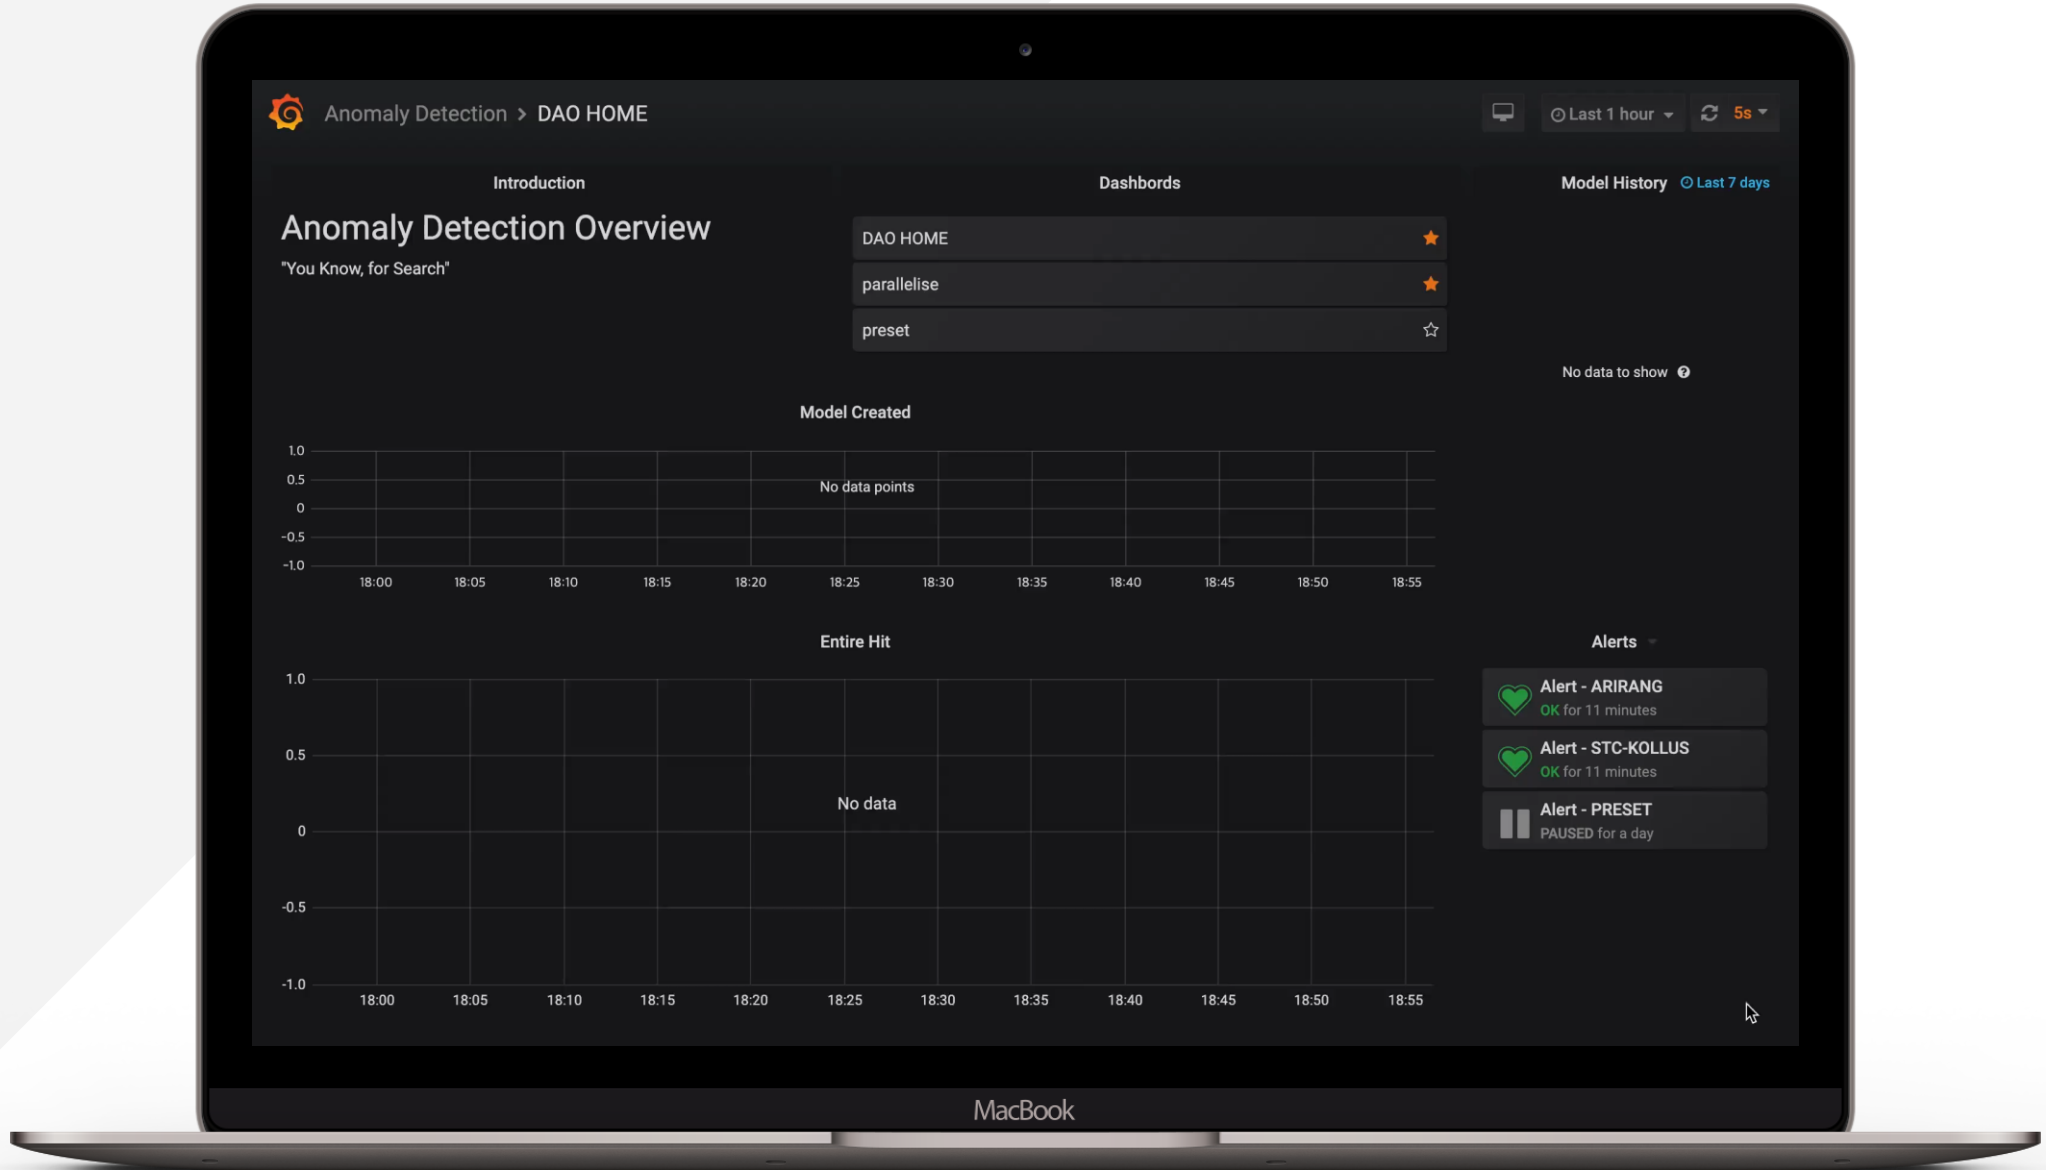 Anomaly Detection > DAO HOME
Last 1 hour
5s
Introduction
Anomaly Detection Overview
"You Know, for Search"
Dashbords
DAO HOME
parallelise
preset
Model History Last 7 days
No data to show
Model Created
1.0
0.5
0
-0.5
-1.0
No data points
18:00 18:05 18:10 18:15 18:20 18:25 18:30 18:35 18:40 18:45 18:50 18:55
Entire Hit
1.0
0.5
0
-0.5
-1.0
No data
18:00 18:05 18:10 18:15 18:20 18:25 18:30 18:35 18:40 18:45 18:50 18:55
Alerts
Alert - ARIRANG
OK for 11 minutes
Alert - STC-KOLLUS
OK for 11 minutes
Alert - PRESET
PAUSED for a day
MacBook